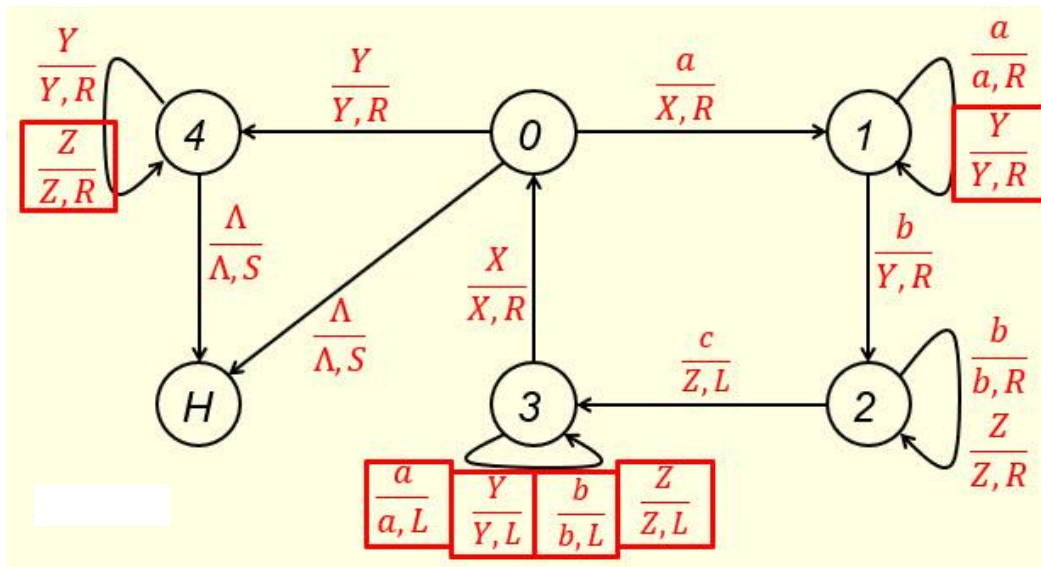 Y
Y, R
Z
Z, R
4
Y
Y, R
0
a
X, R
1
a
a, R
Y
Y, R
Λ
Λ, S
Λ
Λ, S
X
X, R
b
Y, R
H
3
c
Z, L
2
b
b, R
Z
Z, R
a
a, L
Y
Y, L
b
b, L
Z
Z, L